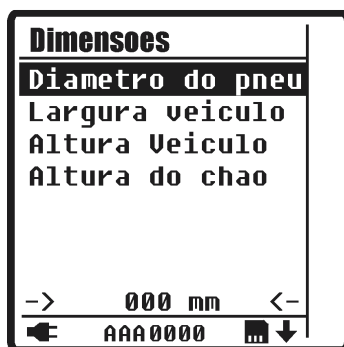 Dimensoes
Diametro do pneu
Largura veiculo
Altura Veiculo
Altura do chao
-> 000 mm <-
AAA0000